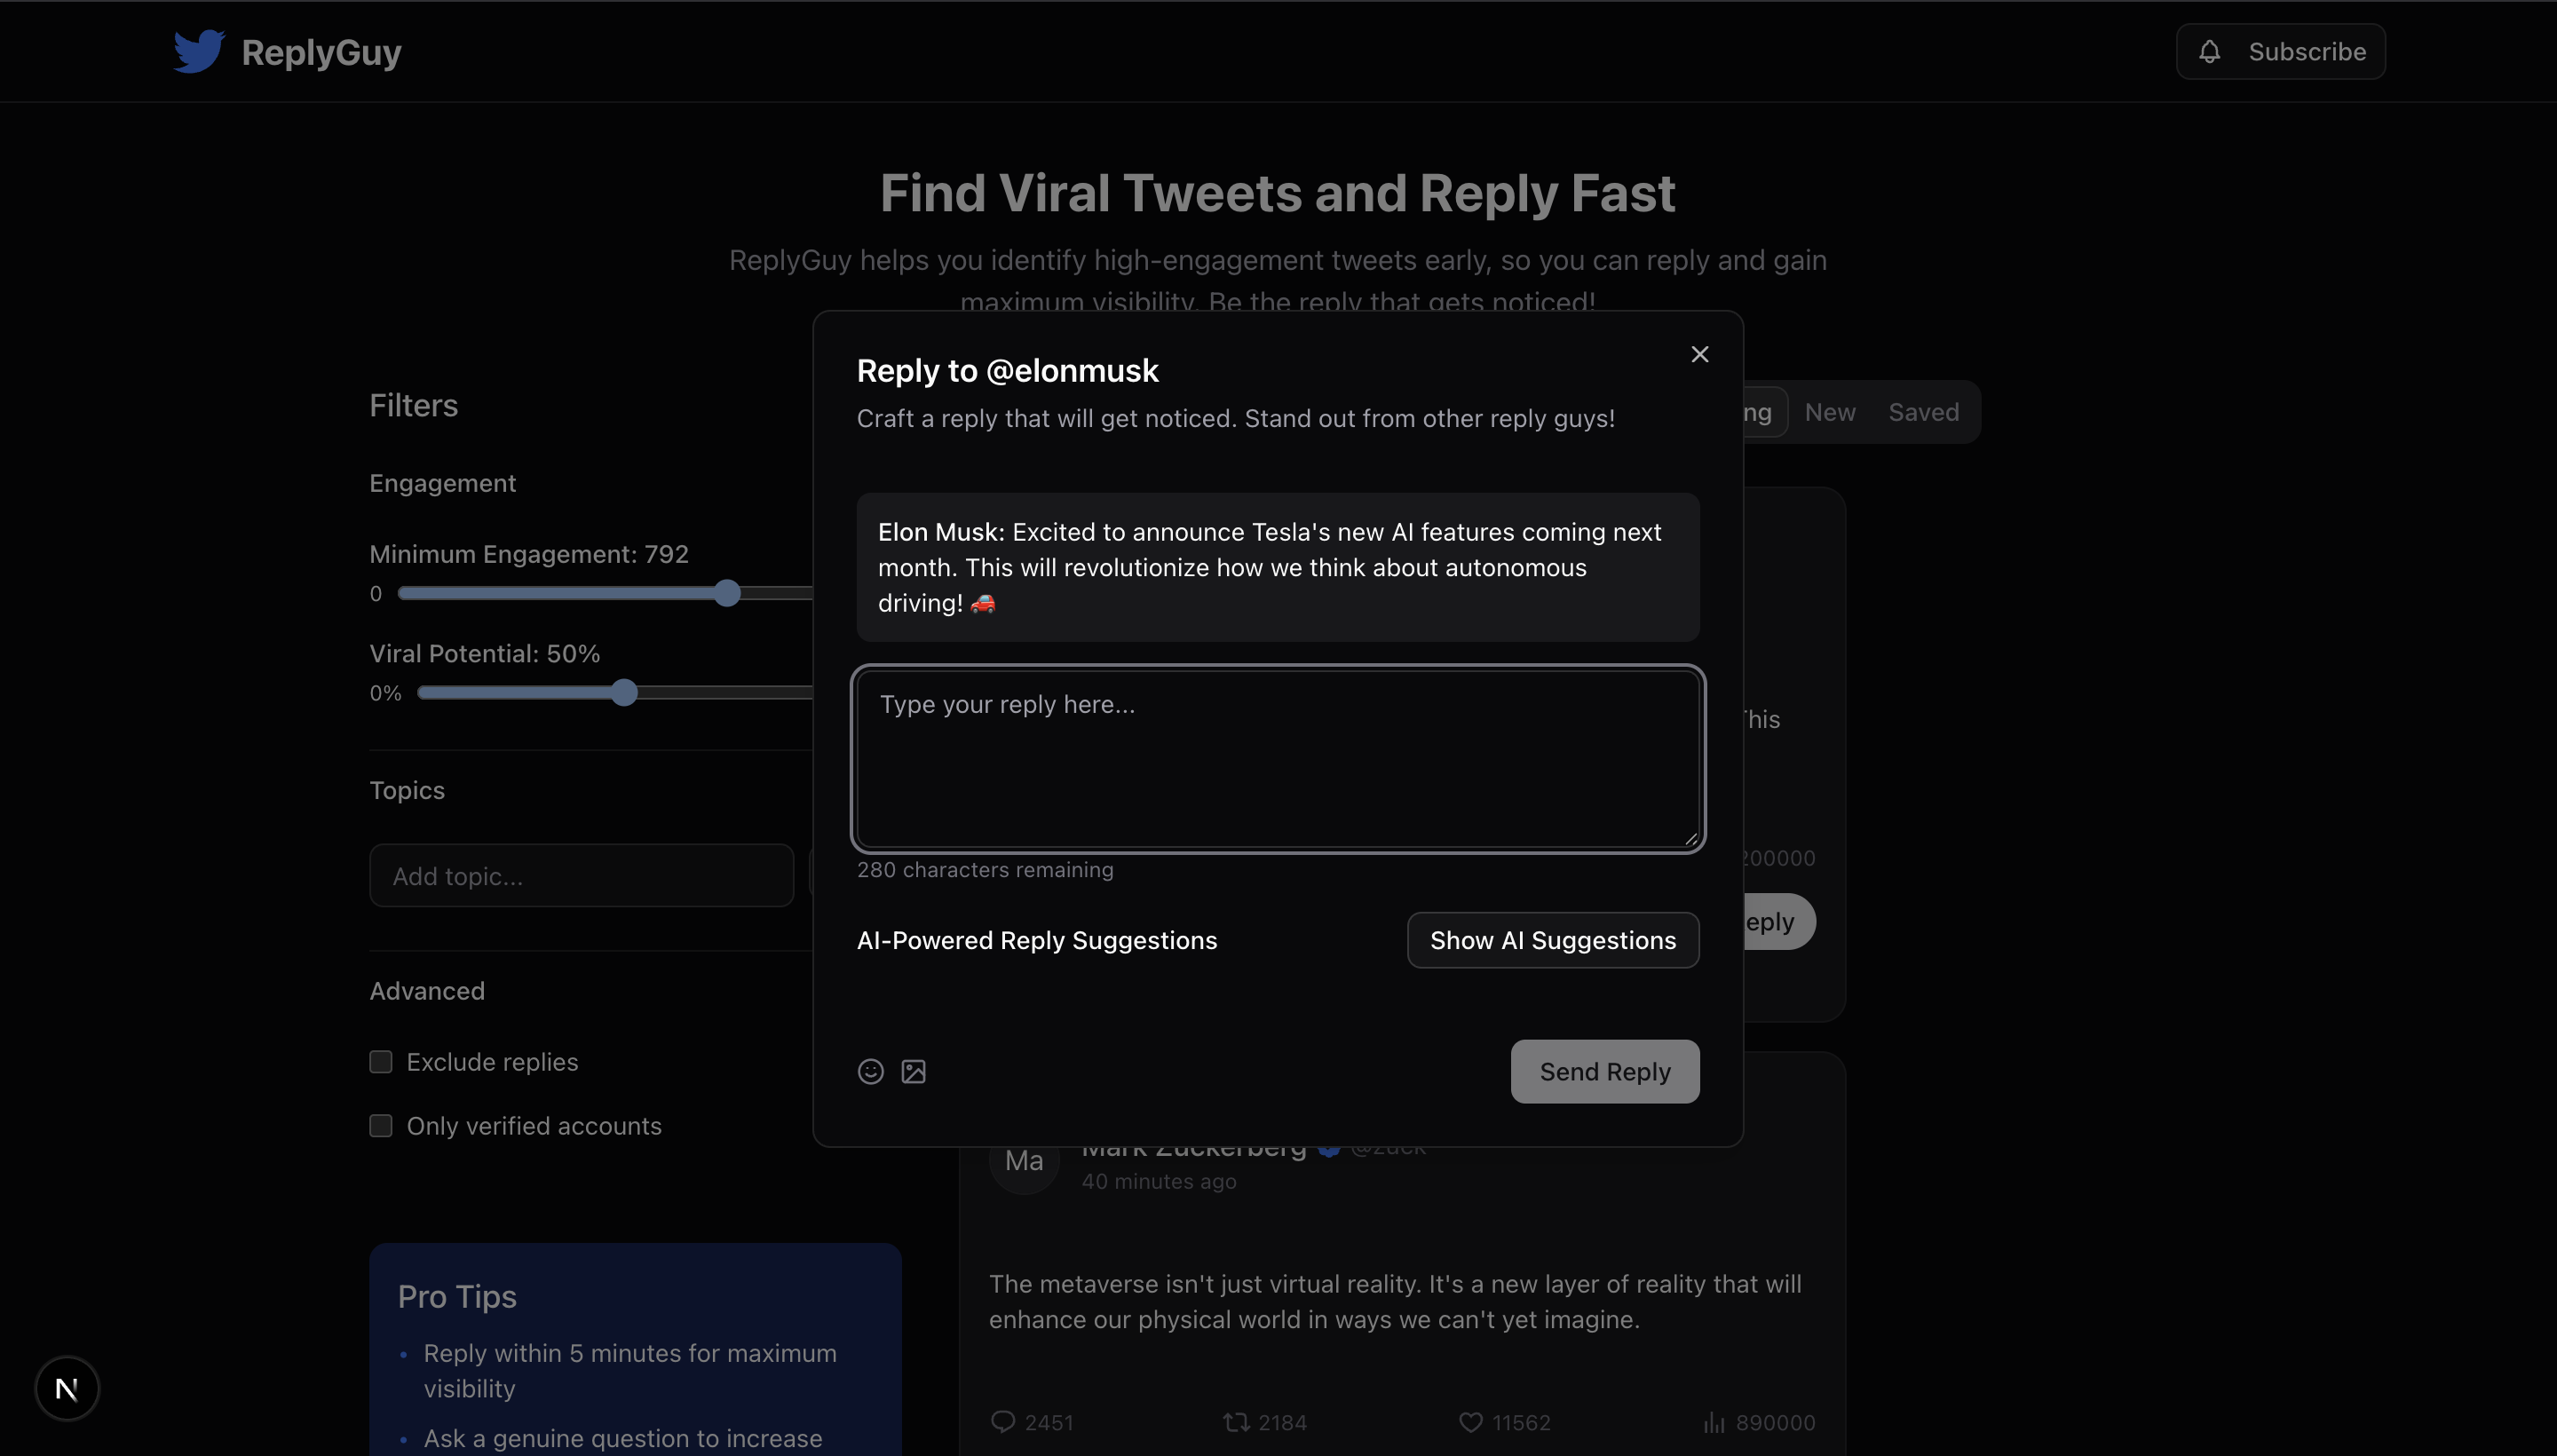 ReplyGuy
Subscribe
Find Viral Tweets and Reply Fast
ReplyGuy helps you identify high-engagement tweets early, so you can reply and gain
maximum visibility. Be the reply that gets noticed!
Filters
Engagement
Minimum Engagement: 792
0
Viral Potential: 50%
0%
Topics
Add topic...
Advanced
Exclude replies
Only verified accounts
Pro Tips
• Reply within 5 minutes for maximum
visibility
• Ask a genuine question to increase
N
Reply to @elonmusk
Craft a reply that will get noticed. Stand out from other reply guys!
Elon Musk: Excited to announce Tesla's new AI features coming next
month. This will revolutionize how we think about autonomous
driving! 🚗
Type your reply here...
280 characters remaining
AI-Powered Reply Suggestions
Show AI Suggestions
Send Reply
ng
New
Saved
This
200000
eply
Ma
Mark Zuckerberg @zuck
40 minutes ago
The metaverse isn't just virtual reality. It's a new layer of reality that will
enhance our physical world in ways we can't yet imagine.
2451
2184
11562
890000